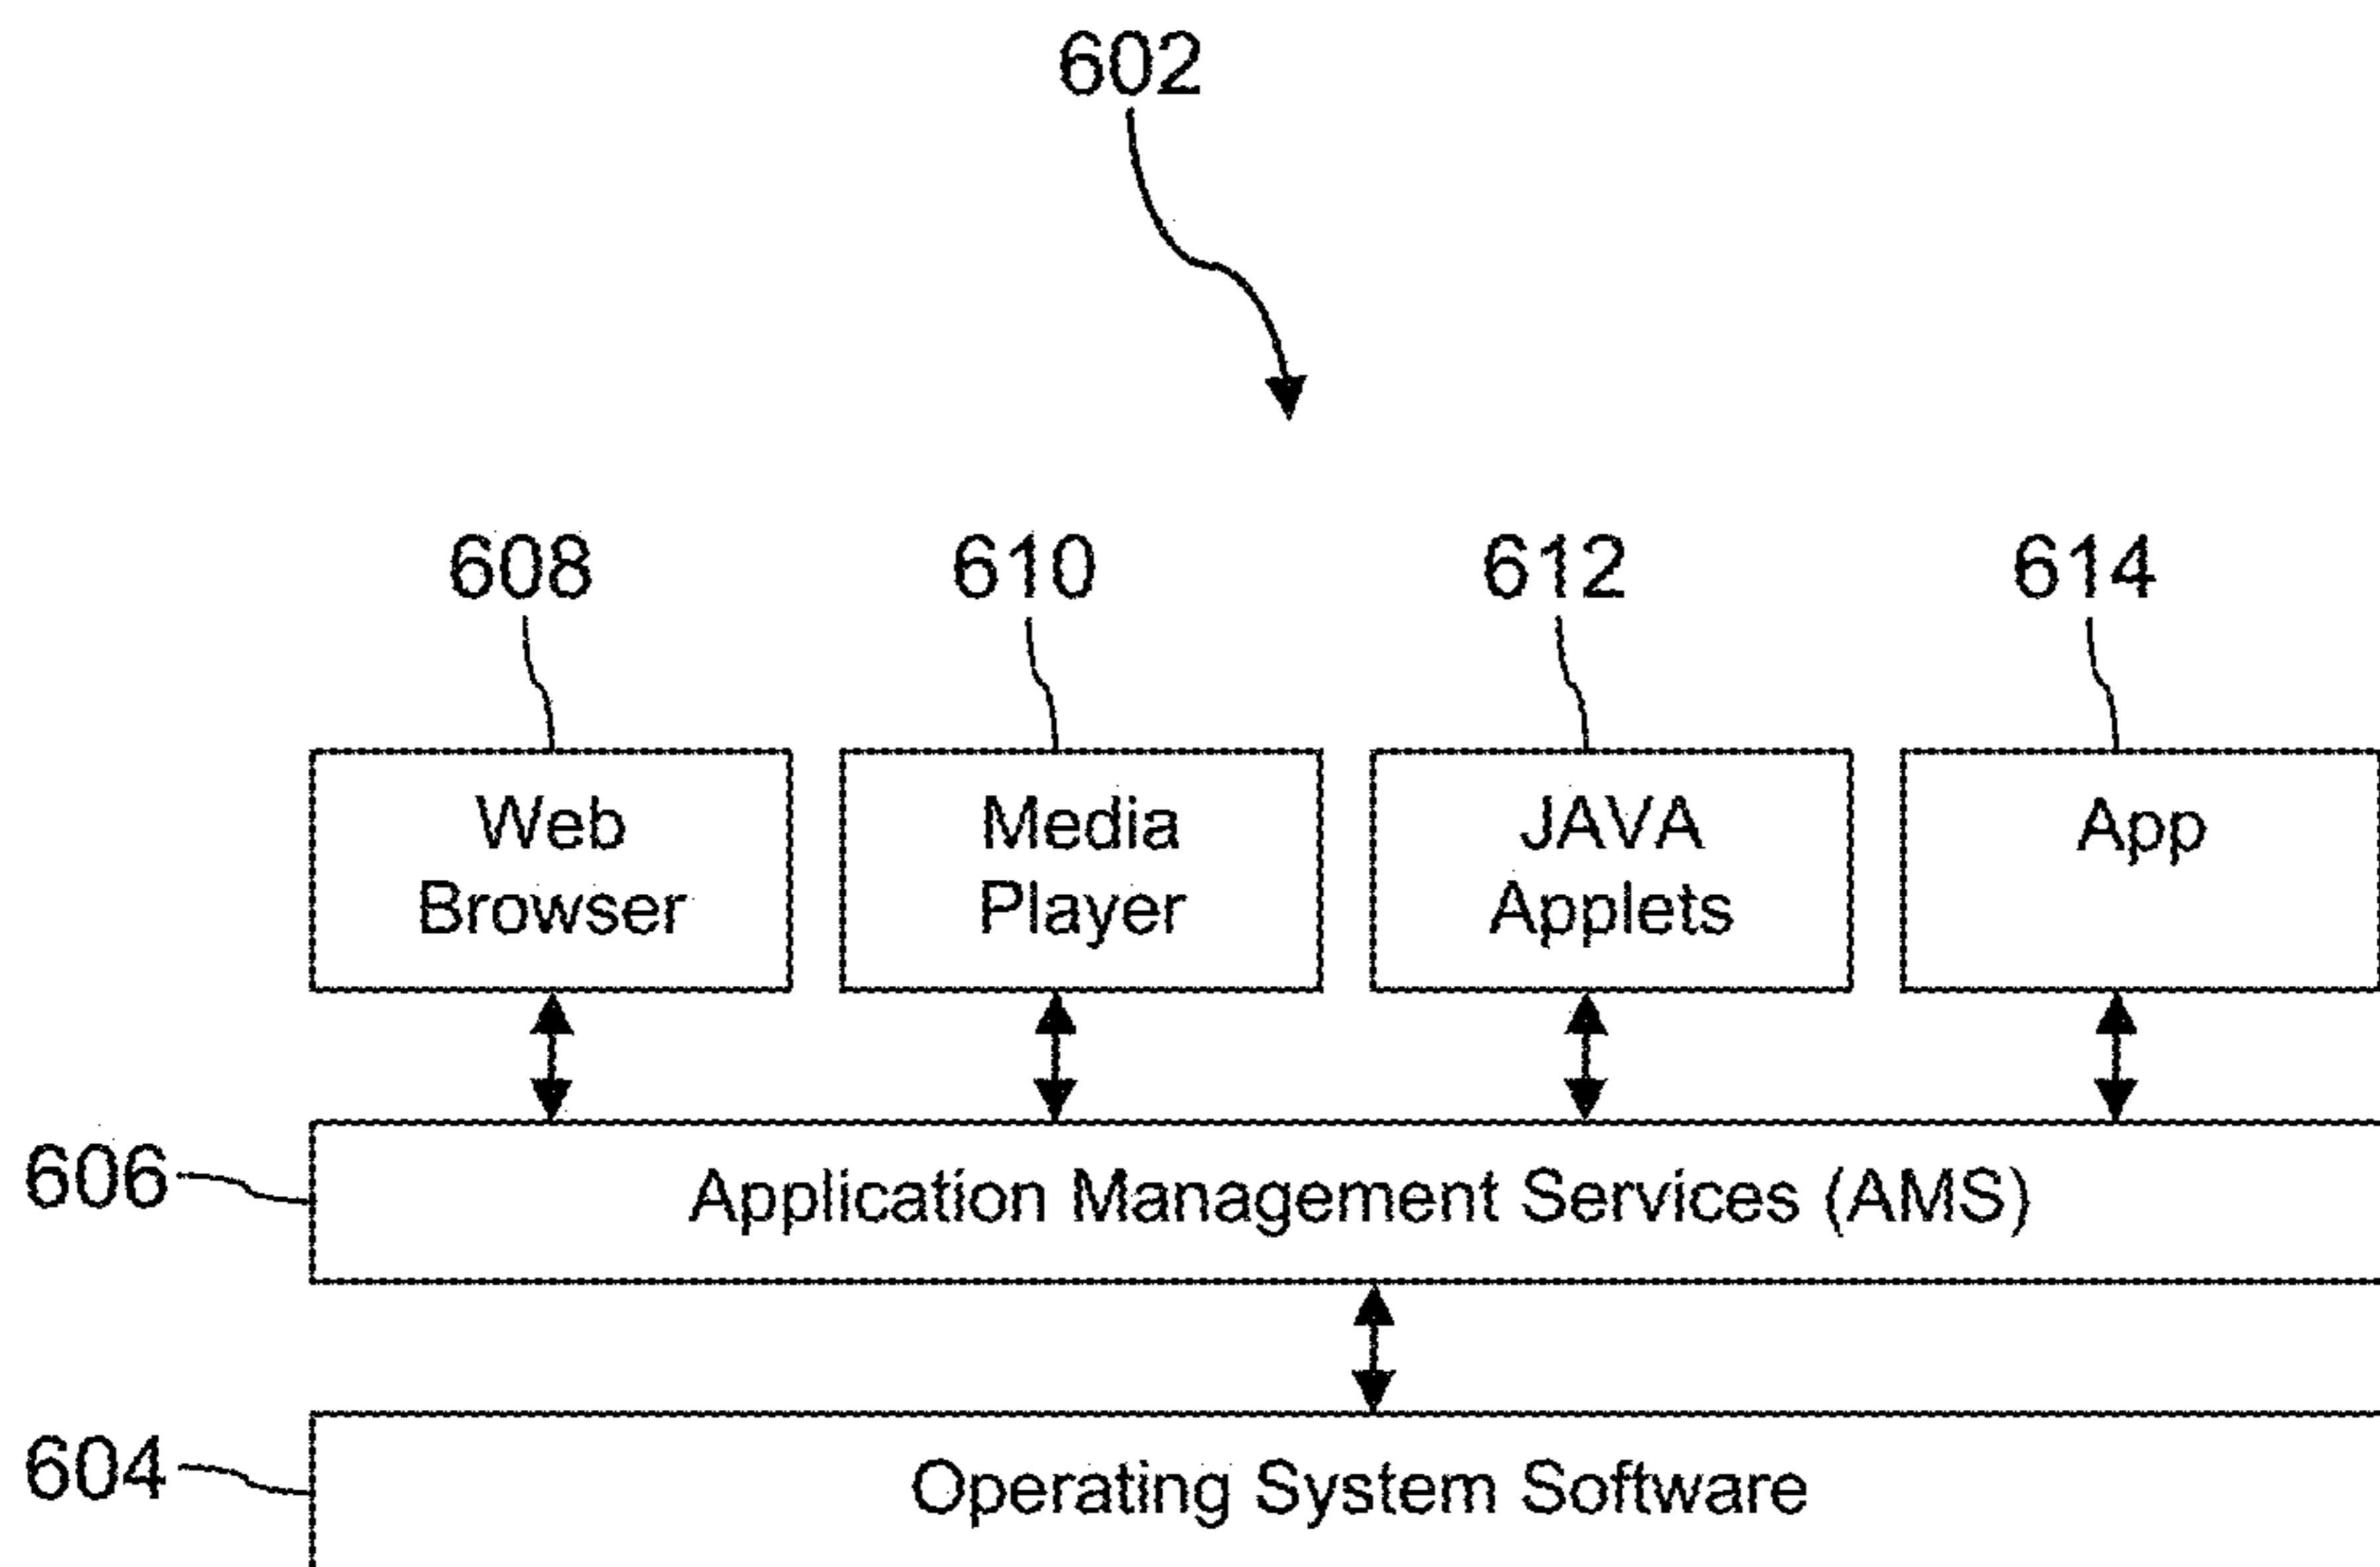 602
608
610
612
614
Web
Browser
Media
Player
JAVA
Applets
App
606
Application Management Services (AMS)
604
Operating System Software